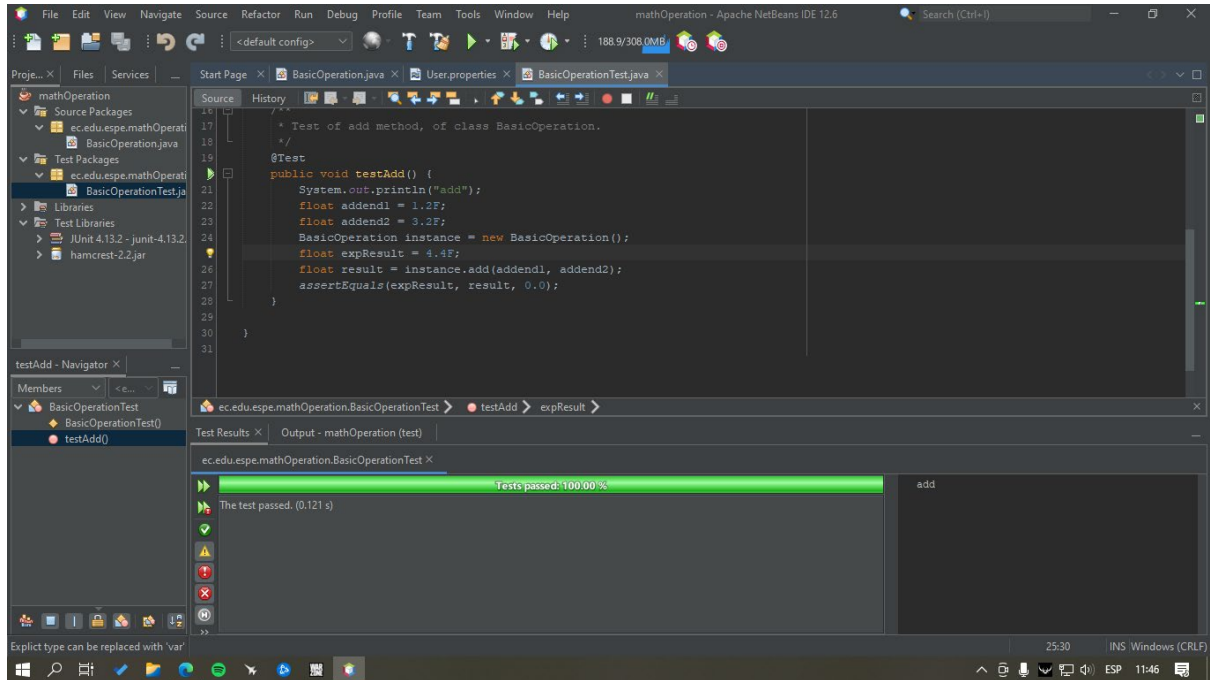 File Edit View Navigate Source Refactor Run Debug Profile Team Tools Window Help mathOperation - Apache NetBeans IDE 12.6 Search (Ctrl+I)
<default config> 188.9/308.0MB
Proje... Files Services
Start Page BasicOperation.java User.properties BasicOperationTest.java
mathOperation
Source Packages
ec.edu.espe.mathOperati
BasicOperation.java
Test Packages
ec.edu.espe.mathOperati
BasicOperationTest.ja
Libraries
Test Libraries
JUnit 4.13.2 - junit-4.13.2.
hamcrest-2.2.jar
Source History
16 /**
17 * Test of add method, of class BasicOperation.
18 */
19 @Test
public void testAdd() {
21 System.out.println("add");
22 float addend1 = 1.2F;
23 float addend2 = 3.2F;
24 BasicOperation instance = new BasicOperation();
float expResult = 4.4F;
26 float result = instance.add(addend1, addend2);
27 assertEquals(expResult, result, 0.0);
28 }
29
30 }
31
testAdd - Navigator
Members <e...
BasicOperationTest
BasicOperationTest()
testAdd()
ec.edu.espe.mathOperation.BasicOperationTest testAdd expResult
Test Results Output - mathOperation (test)
ec.edu.espe.mathOperation.BasicOperationTest
Tests passed: 100.00 %
The test passed. (0.121 s)
add
Explict type can be replaced with 'var'
25:30 INS Windows (CRLF)
ESP 11:46